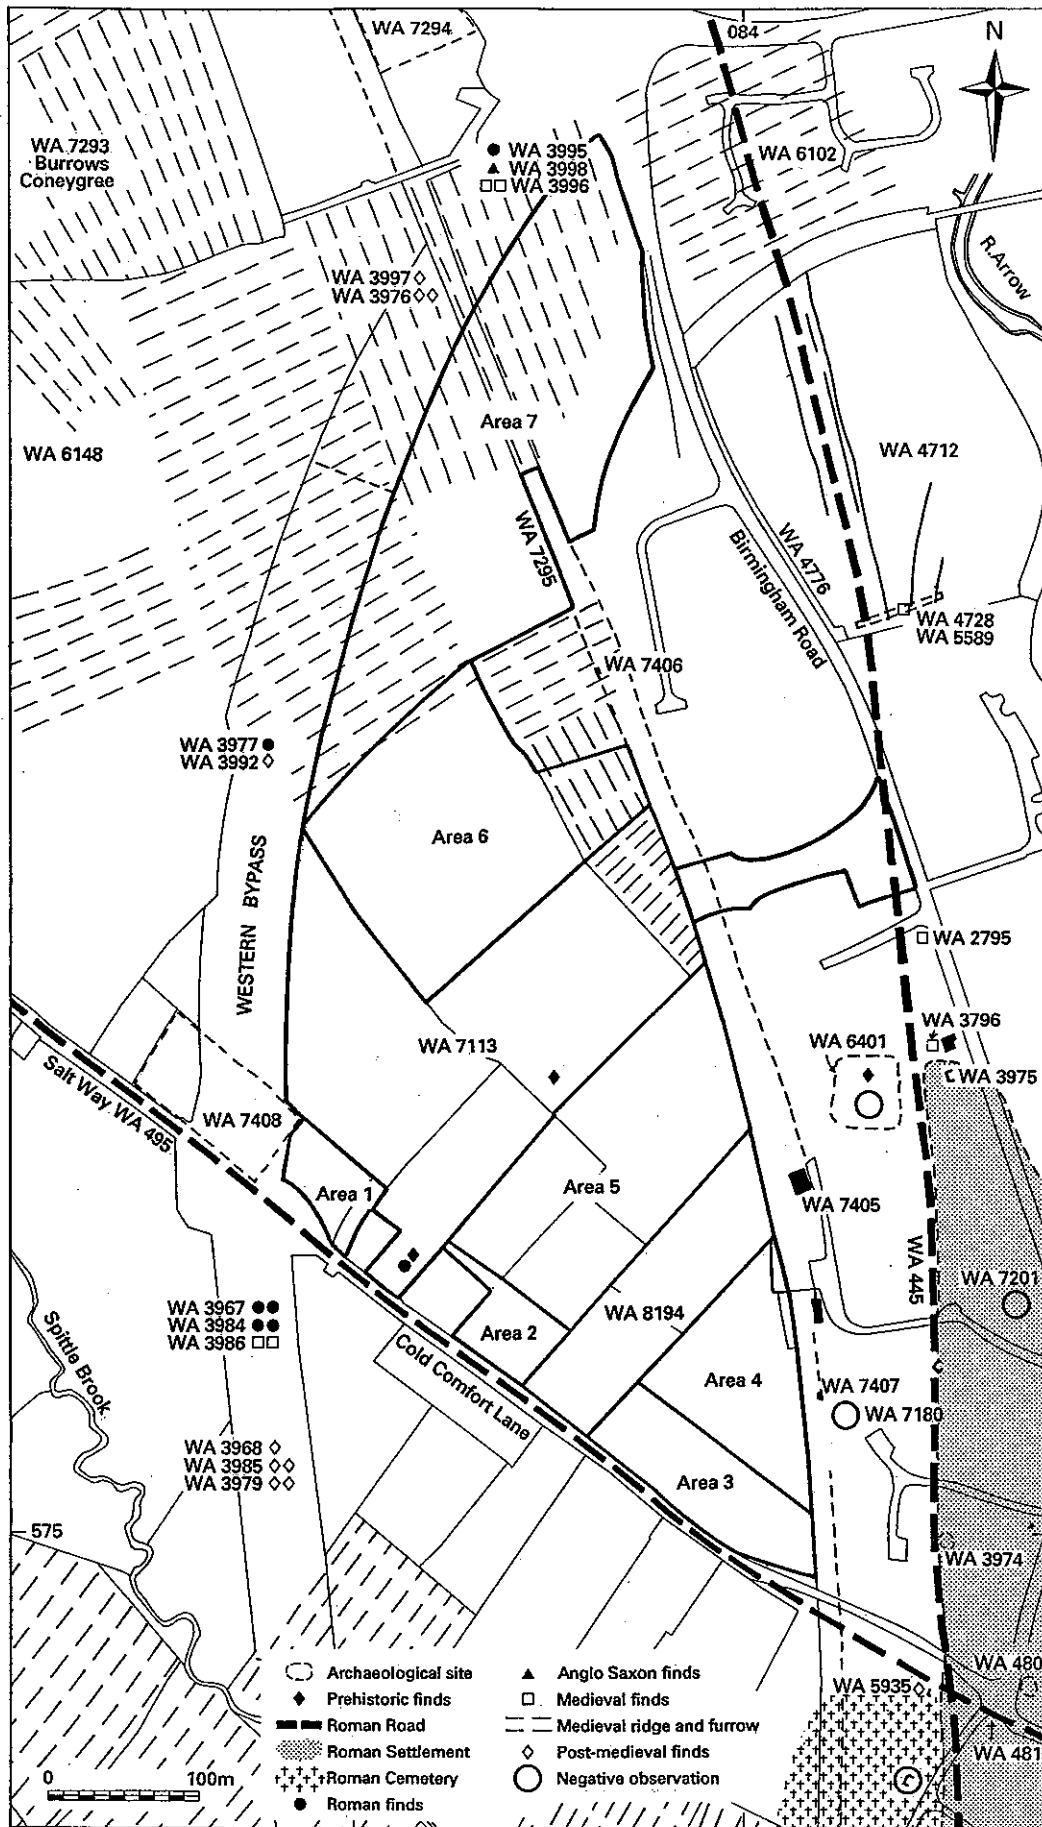 WA 7294
084
N
WA 7293
Burrows
Coneygree
WA 3995
WA 3998
WA 3996
WA 6102
R.Arrow
WA 3997
WA 3976
Area 7
WA 6148
WA 4712
WA 7295
WA 4776
Birmingham Road
WA 4728
WA 5589
WA 7406
WA 3977
WA 3992
Area 6
WESTERN BYPASS
WA 2795
WA 3796
WA 6401
WA 7113
WA 3975
Salt Way WA 495
WA 7408
Area 1
Area 5
WA 7405
WA 445
WA 7201
WA 3967
WA 3984
WA 3986
WA 8194
Area 2
Cold Comfort Lane
Spittle Brook
Area 4
WA 7407
WA 7180
WA 3968
WA 3985
WA 3979
Area 3
575
WA 3974
WA 480
WA 5935
WA 481
Archaeological site
Prehistoric finds
Roman Road
Roman Settlement
Roman Cemetery
Roman finds
Anglo Saxon finds
Medieval finds
Medieval ridge and furrow
Post-medieval finds
Negative observation
0 100m